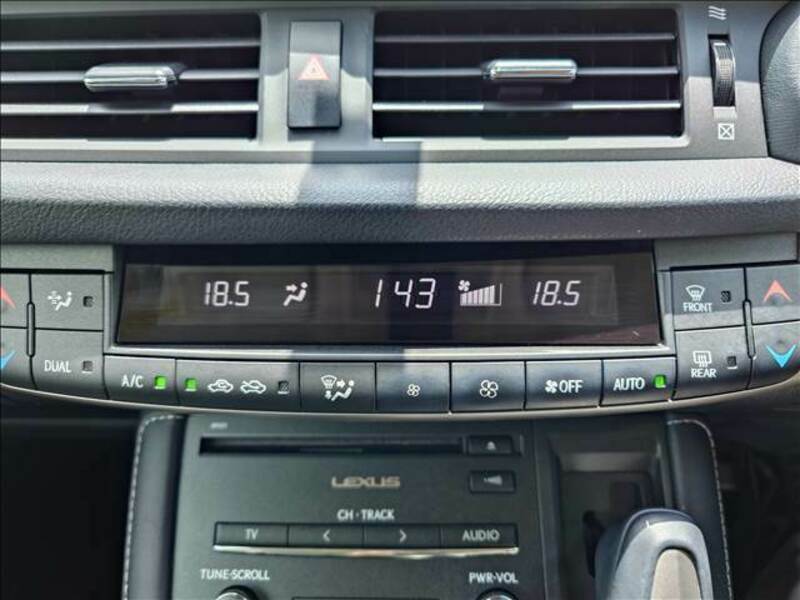 18.5 143 18.5
FRONT
DUAL
A/C OFF AUTO REAR
LEXUS
CH·TRACK
TV < > AUDIO
TUNE·SCROLL PWR·VOL